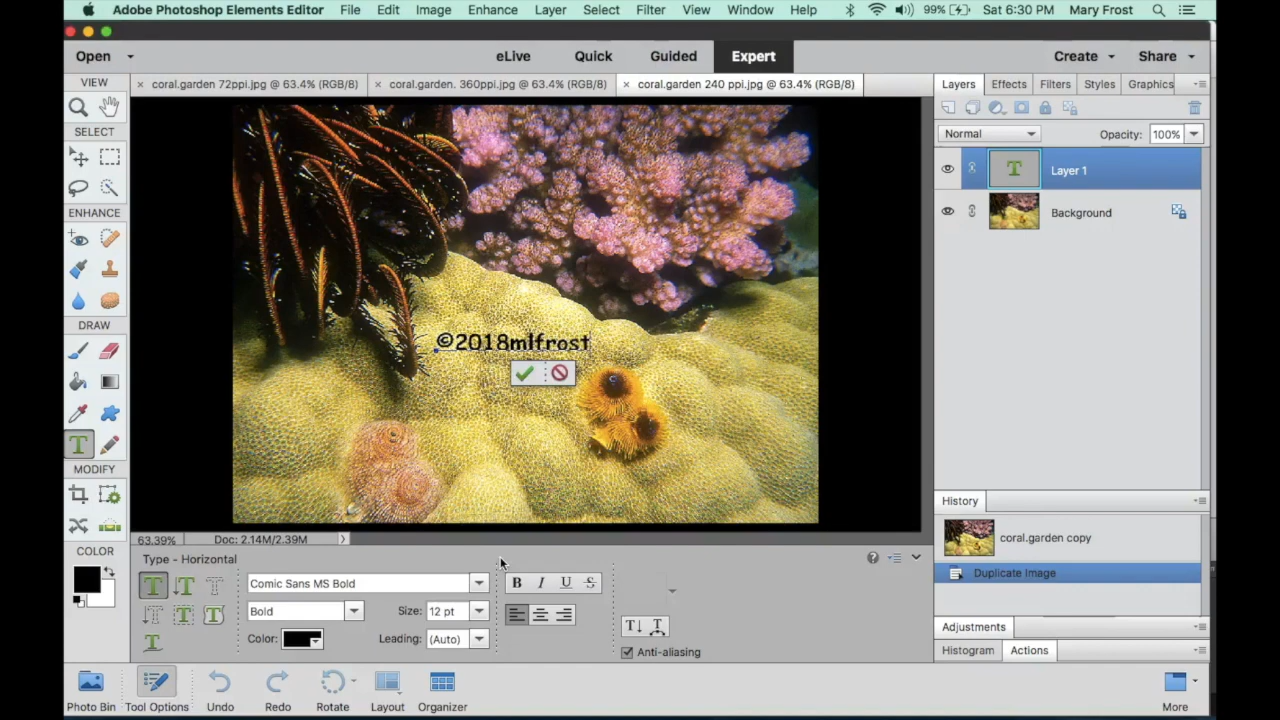 Adobe Photoshop Elements Editor File Edit Image Enhance Layer Select Filter View Window Help 99% Sat 6:30 PM Mary Frost
Open eLive Quick Guided Expert Create Share
VIEW × coral.garden 72ppi.jpg @ 63.4% (RGB/8) × coral.garden. 360ppi.jpg @ 63.4% (RGB/8) × coral.garden 240 ppi.jpg @ 63.4% (RGB/8) Layers Effects Filters Styles Graphics
SELECT
Normal Opacity: 100%
T Layer 1
ENHANCE Background
DRAW
©2018mlfrost
T
MODIFY
History
coral.garden copy
63.39% Doc: 2.14M/2.39M
COLOR Type - Horizontal
Duplicate Image
Comic Sans MS Bold B I U S
Bold Size: 12 pt
Color: Leading: (Auto)
Adjustments
Anti-aliasing
Histogram Actions
Photo Bin Tool Options Undo Redo Rotate Layout Organizer More